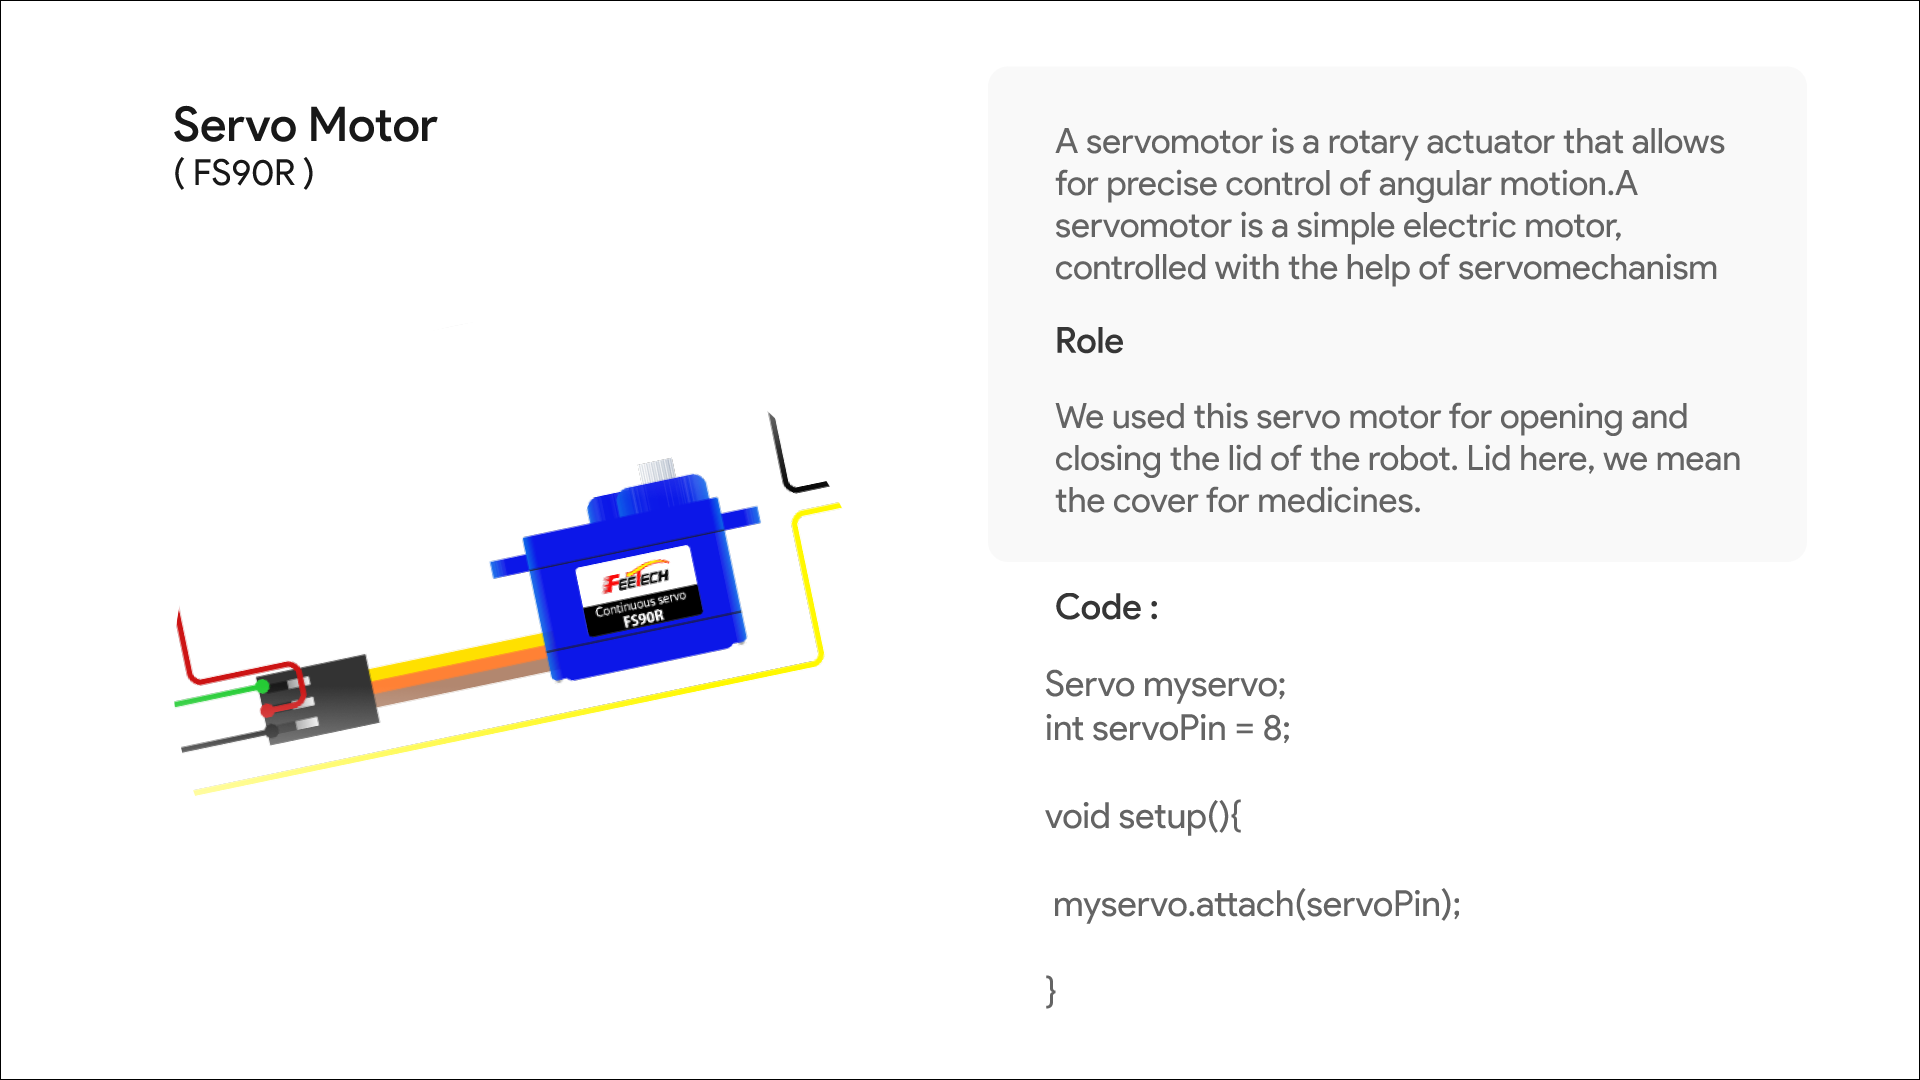 Servo Motor
( FS90R )
A servomotor is a rotary actuator that allows
for precise control of angular motion.A
servomotor is a simple electric motor,
controlled with the help of servomechanism
Role
We used this servo motor for opening and
closing the lid of the robot. Lid here, we mean
the cover for medicines.
FEETECH
Continuous servo
FS90R
Code :
Servo myservo;
int servoPin = 8;
void setup(){
myservo.attach(servoPin);
}